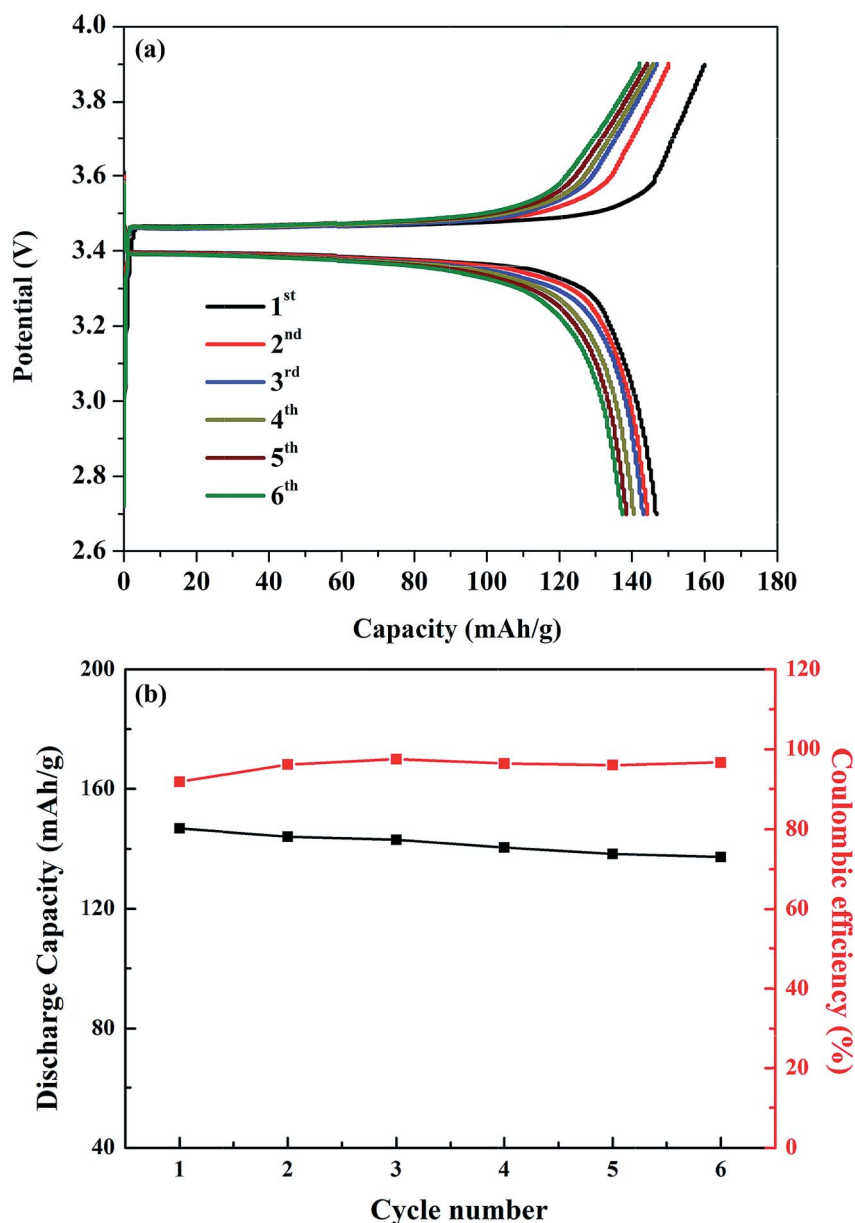 (a)
4.0
3.8
3.6
3.4
3.2
3.0
2.8
2.6
Potential (V)
1st
2nd
3rd
4th
5th
6th
0 20 40 60 80 100 120 140 160 180
Capacity (mAh/g)
(b)
200
160
120
80
40
Discharge Capacity (mAh/g)
120
100
80
60
40
20
0
Coulombic efficiency (%)
1 2 3 4 5 6
Cycle number